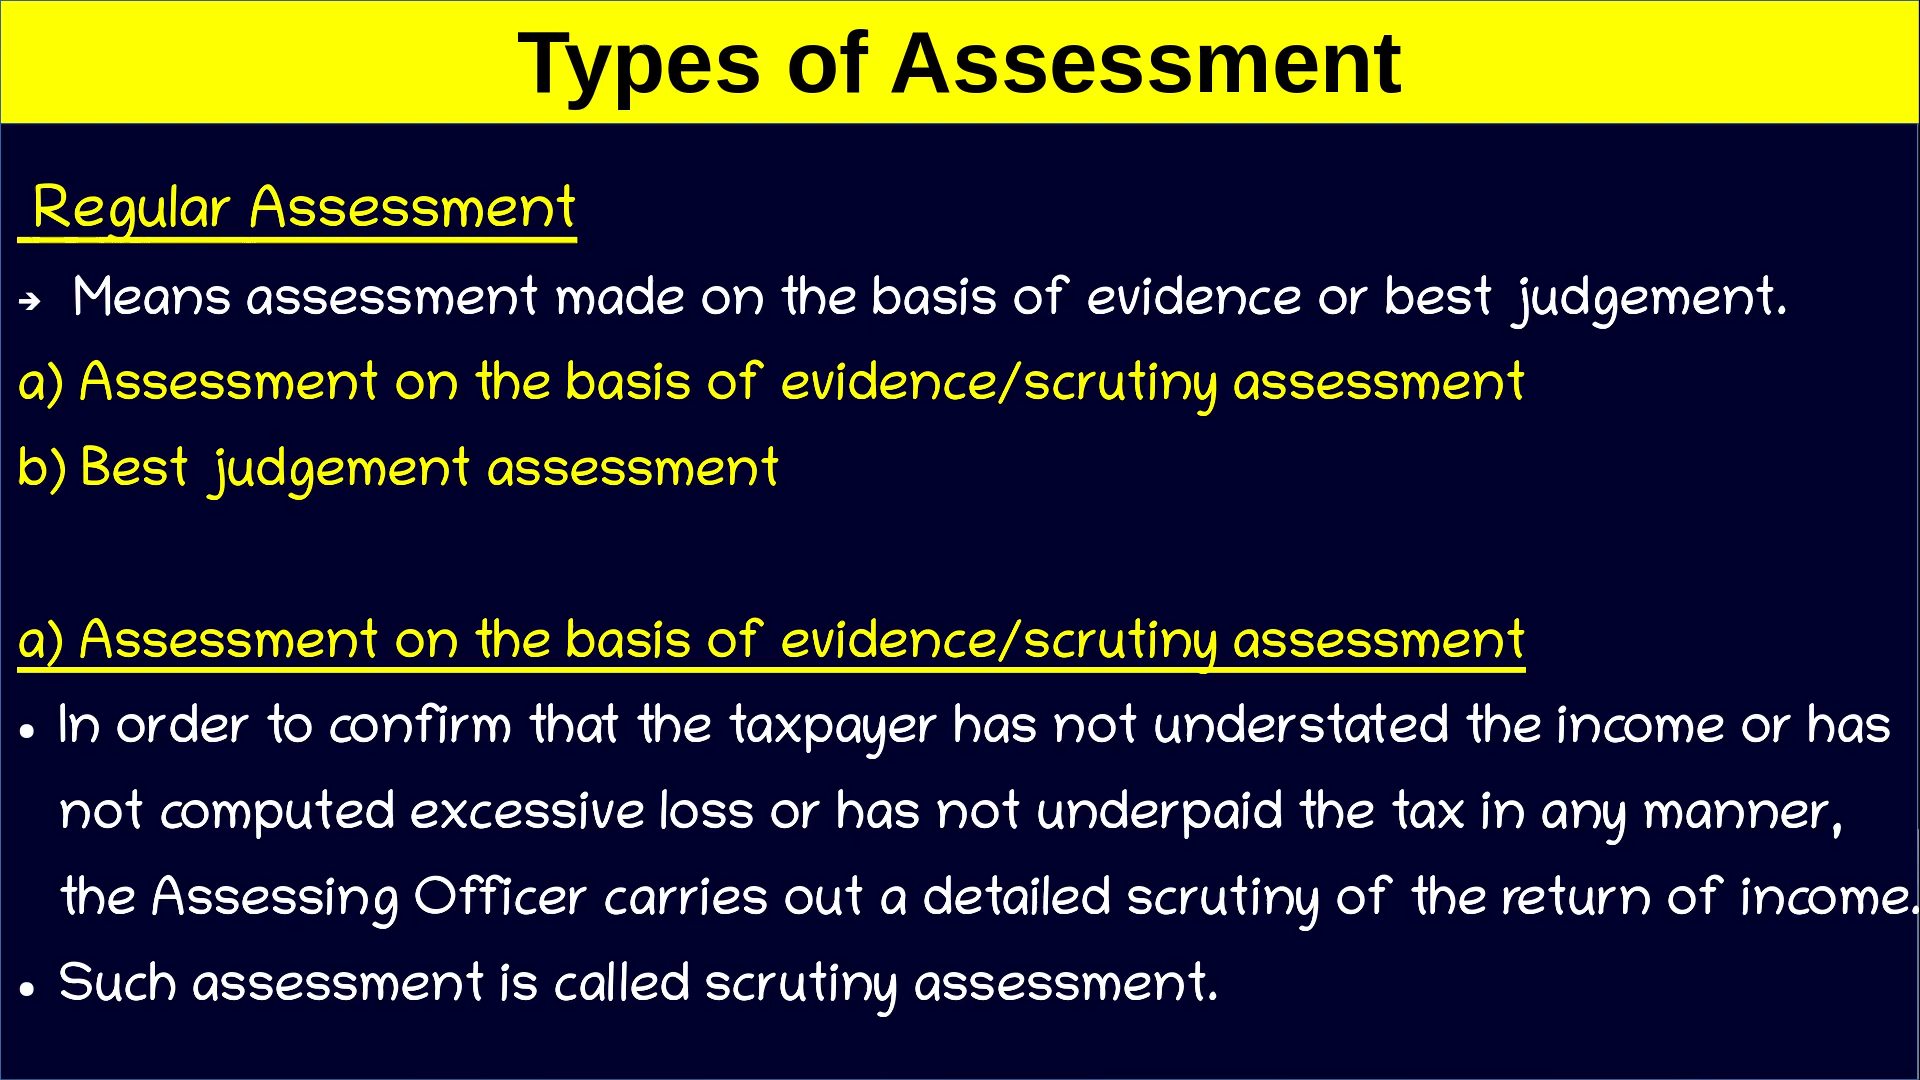 Types of Assessment
Regular Assessment
➔ Means assessment made on the basis of evidence or best judgement.
a) Assessment on the basis of evidence/scrutiny assessment
b) Best judgement assessment
a) Assessment on the basis of evidence/scrutiny assessment
• In order to confirm that the taxpayer has not understated the income or has
not computed excessive loss or has not underpaid the tax in any manner,
the Assessing Officer carries out a detailed scrutiny of the return of income.
• Such assessment is called scrutiny assessment.